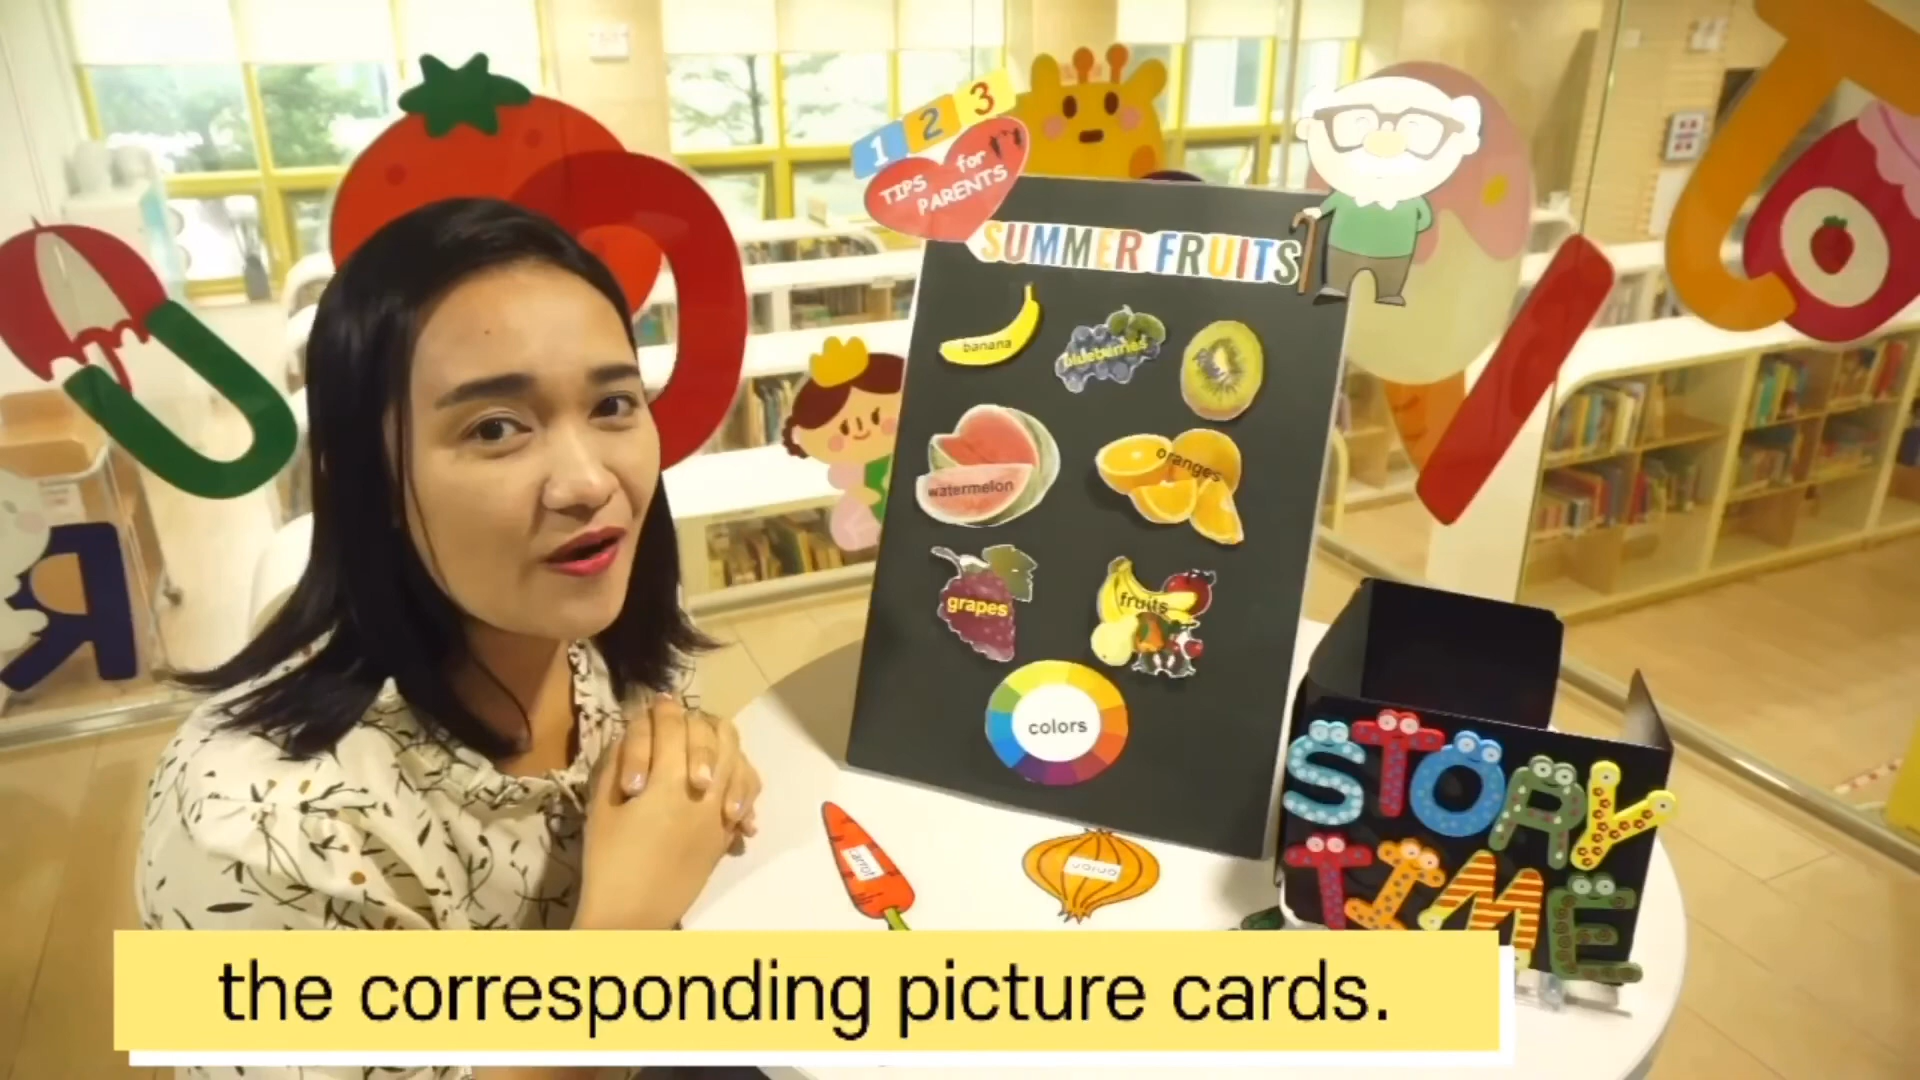 1 2 3
TIPS for
PARENTS
SUMMER FRUITS
banana
blueberries
watermelon
oranges
grapes
fruits
colors
carrot
onion
STORY
TIME
the corresponding picture cards.